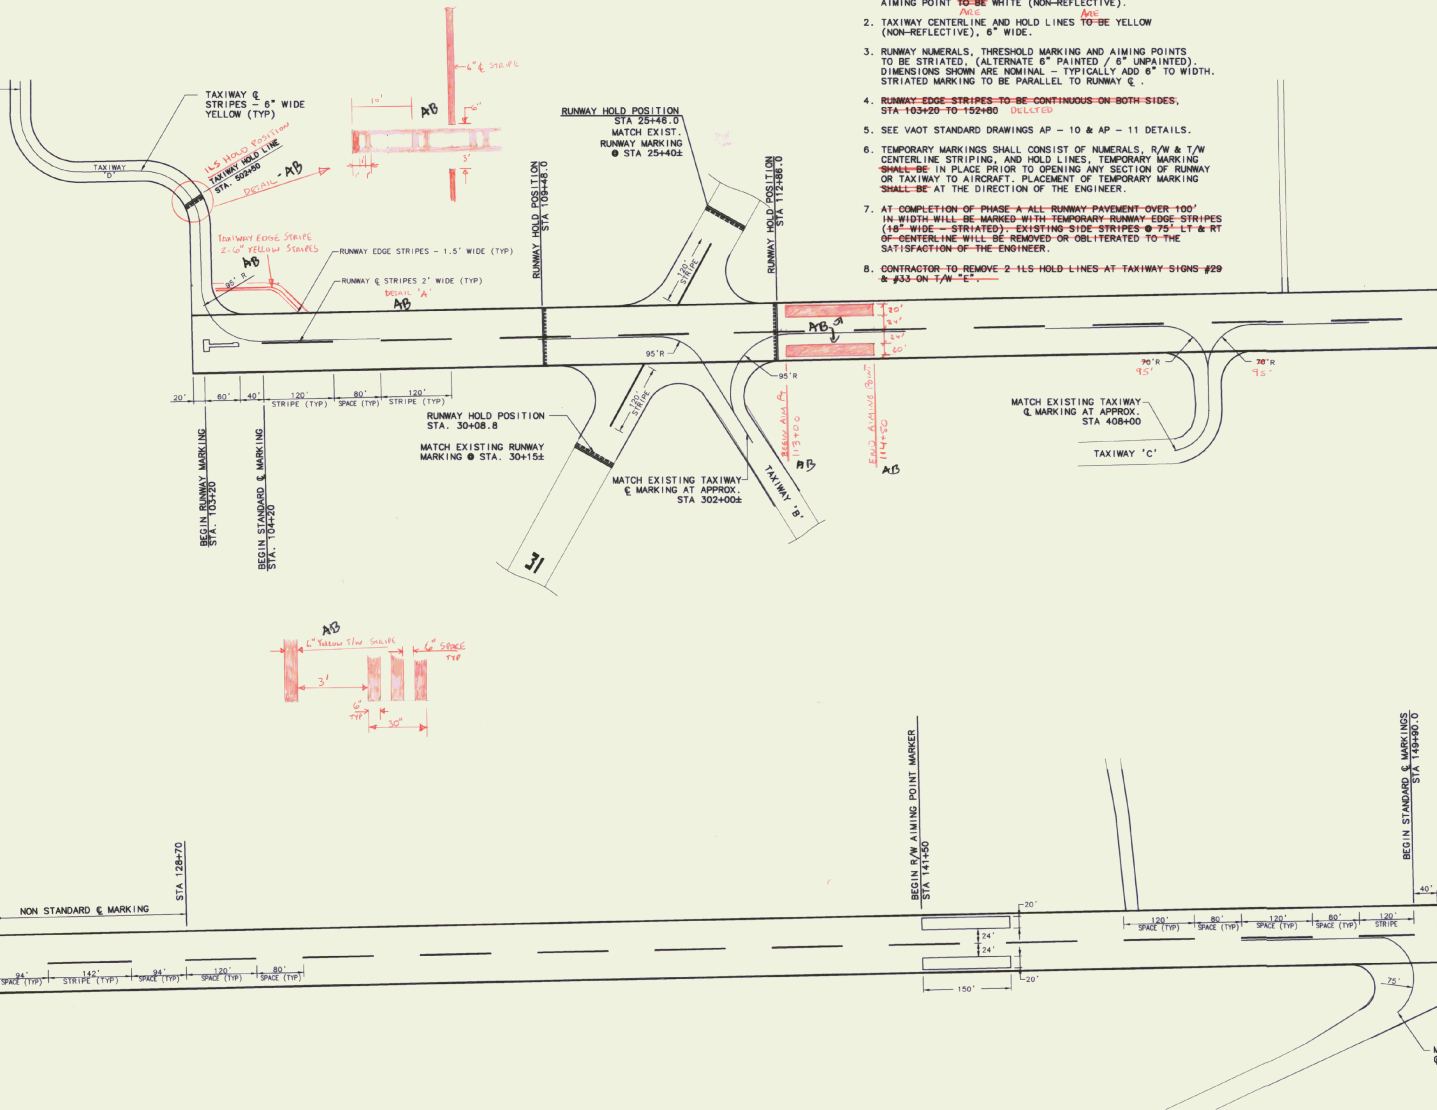 AIMING POINT TO BE WHITE (NON-REFLECTIVE).
ARE
ARE
2. TAXIWAY CENTERLINE AND HOLD LINES TO BE YELLOW
(NON-REFLECTIVE), 6" WIDE.
3. RUNWAY NUMERALS, THRESHOLD MARKING AND AIMING POINTS
TO BE STRIATED, (ALTERNATE 6" PAINTED / 6" UNPAINTED).
DIMENSIONS SHOWN ARE NOMINAL - TYPICALLY ADD 6" TO WIDTH.
STRIATED MARKING TO BE PARALLEL TO RUNWAY ℄ .
4. RUNWAY EDGE STRIPES TO BE CONTINUOUS ON BOTH SIDES,
STA 103+20 TO 152+80 DELETED
5. SEE VAOT STANDARD DRAWINGS AP - 10 & AP - 11 DETAILS.
6. TEMPORARY MARKINGS SHALL CONSIST OF NUMERALS, R/W & T/W
CENTERLINE STRIPING, AND HOLD LINES, TEMPORARY MARKING
SHALL BE IN PLACE PRIOR TO OPENING ANY SECTION OF RUNWAY
OR TAXIWAY TO AIRCRAFT. PLACEMENT OF TEMPORARY MARKING
SHALL BE AT THE DIRECTION OF THE ENGINEER.
7. AT COMPLETION OF PHASE A ALL RUNWAY PAVEMENT OVER 100'
IN WIDTH WILL BE MARKED WITH TEMPORARY RUNWAY EDGE STRIPES
(18" WIDE - STRIATED). EXISTING SIDE STRIPES @ 75' LT & RT
OF CENTERLINE WILL BE REMOVED OR OBLITERATED TO THE
SATISFACTION OF THE ENGINEER.
8. CONTRACTOR TO REMOVE 2 ILS HOLD LINES AT TAXIWAY SIGNS #29
& #33 ON T/W "E".
TAXIWAY ℄
STRIPES - 6" WIDE
YELLOW (TYP)
6" ℄ STRIPE
10'
AB
6"
1'
1'
3'
TAXIWAY
'D'
ILS HOLD POSITION
TAXIWAY HOLD LINE
STA. 502+50
DETAIL - AB
TAXIWAY EDGE STRIPE
2-6" YELLOW STRIPES
AB
95' R
RUNWAY EDGE STRIPES - 1.5' WIDE (TYP)
RUNWAY ℄ STRIPES 2' WIDE (TYP)
DETAIL 'A'
AB
RUNWAY HOLD POSITION
STA 109+48.0
RUNWAY HOLD POSITION
STA 25+46.0
MATCH EXIST.
RUNWAY MARKING
@ STA 25+40±
120'
STRIPE
RUNWAY HOLD POSITION
STA 112+86.0
AB
20'
24'
24'
20'
95'R
95'R
70'R
95'
70'R
95'
20'
60'
40'
120'
STRIPE (TYP)
80'
SPACE (TYP)
120'
STRIPE (TYP)
BEGIN RUNWAY MARKING
STA. 103+20
BEGIN STANDARD ℄ MARKING
STA. 104+20
RUNWAY HOLD POSITION
STA. 30+08.8
MATCH EXISTING RUNWAY
MARKING @ STA. 30+15±
120'
STRIPE
MATCH EXISTING TAXIWAY
℄ MARKING AT APPROX.
STA 302+00±
TAXIWAY 'B'
BEGIN AIM Pt
113+00
AB
END AIMING POINT
114+50
AB
MATCH EXISTING TAXIWAY
℄ MARKING AT APPROX.
STA 408+00
TAXIWAY 'C'
31
AB
6" YELLOW T/W STRIPE
6" SPACE
TYP
3'
6"
TYP
30"
NON STANDARD ℄ MARKING
STA 128+70
94'
SPACE (TYP)
142'
STRIPE (TYP)
94'
SPACE (TYP)
120'
SPACE (TYP)
80'
SPACE (TYP)
BEGIN R/W AIMING POINT MARKER
STA 141+50
20'
24'
24'
20'
150'
120'
SPACE (TYP)
80'
SPACE (TYP)
120'
SPACE (TYP)
80'
SPACE (TYP)
120'
STRIPE
40'
BEGIN STANDARD ℄ MARKINGS
STA 149+90.0
75'